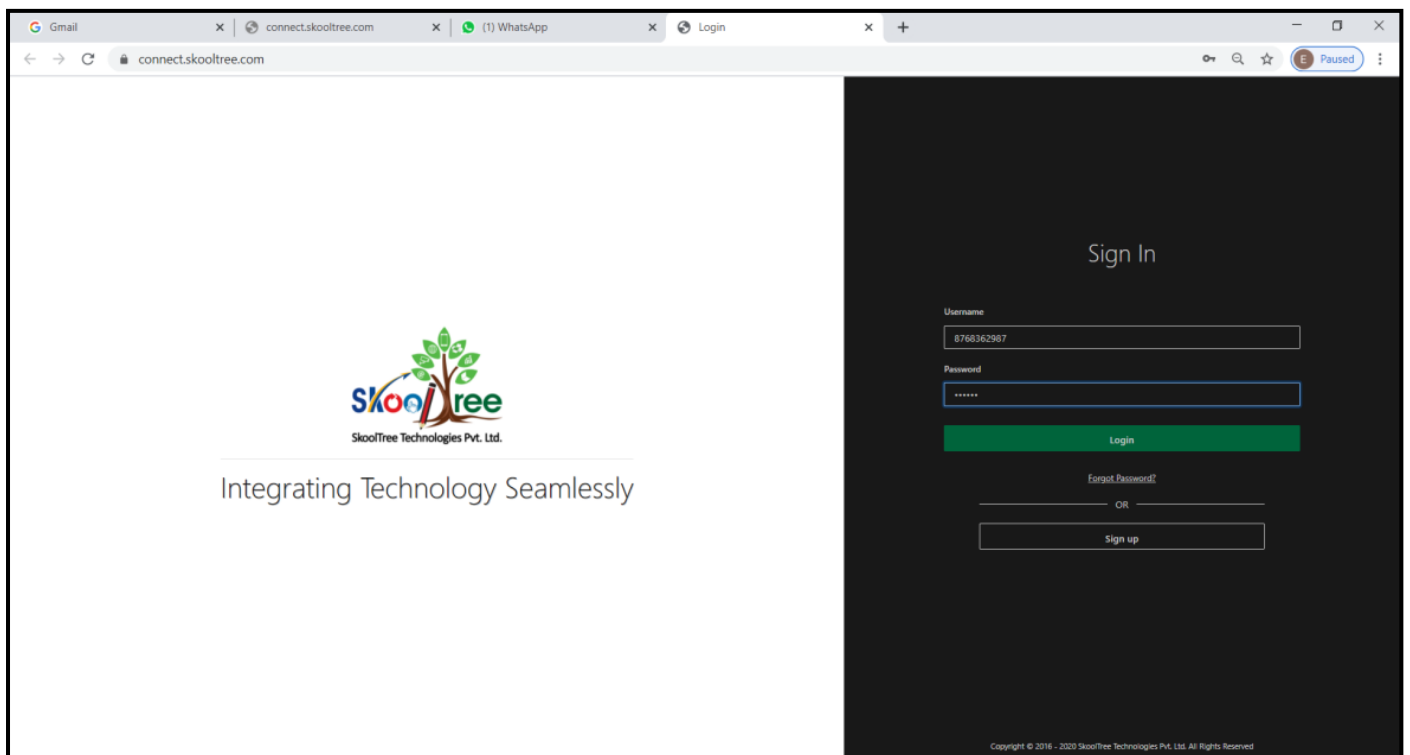 Gmail
connect.skooltree.com
(1) WhatsApp
Login
connect.skooltree.com
E Paused
SkoolTree
SkoolTree Technologies Pvt. Ltd.
Integrating Technology Seamlessly
Sign In
Username
8768362987
Password
••••••
Login
Forgot Password?
OR
Sign up
Copyright © 2016 - 2020 SkoolTree Technologies Pvt. Ltd. All Rights Reserved